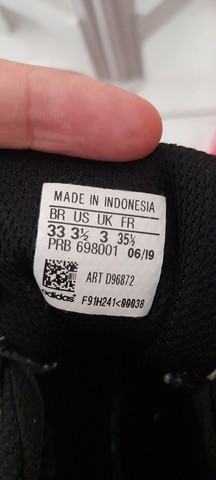 MADE IN INDONESIA
BR US UK FR
33 3½ 3 35½
PRB 698001 06/19
ART D96872
adidas F91H241<00038